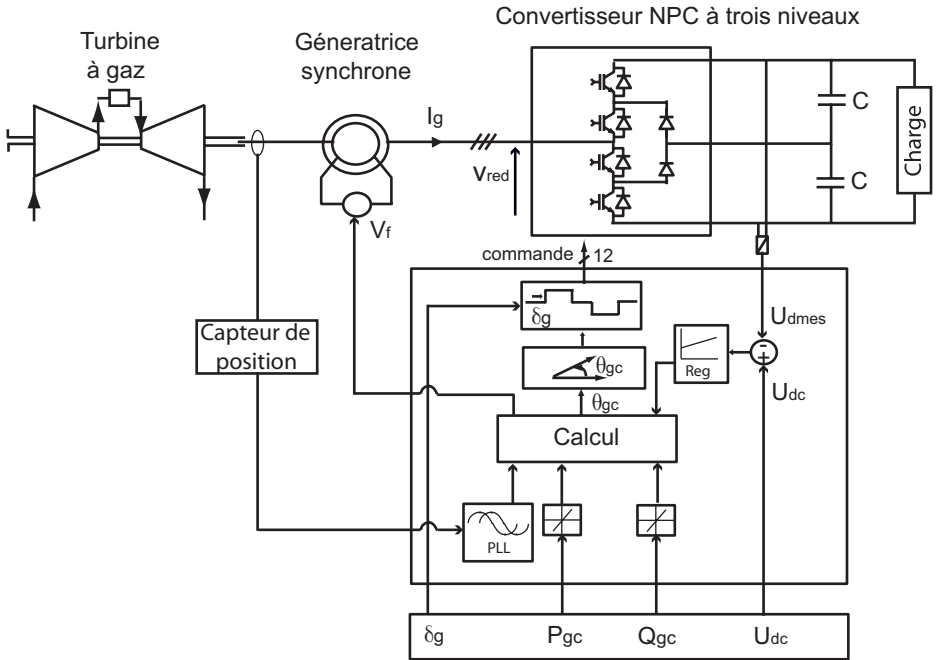 Convertisseur NPC à trois niveaux
Turbine
à gaz
Géneratrice
synchrone
Ig
Vred
Vf
C
C
Charge
commande
12
δg
Capteur de
position
θgc
θgc
Reg
Udmes
-
+
Udc
Calcul
PLL
δg
Pgc
Qgc
Udc